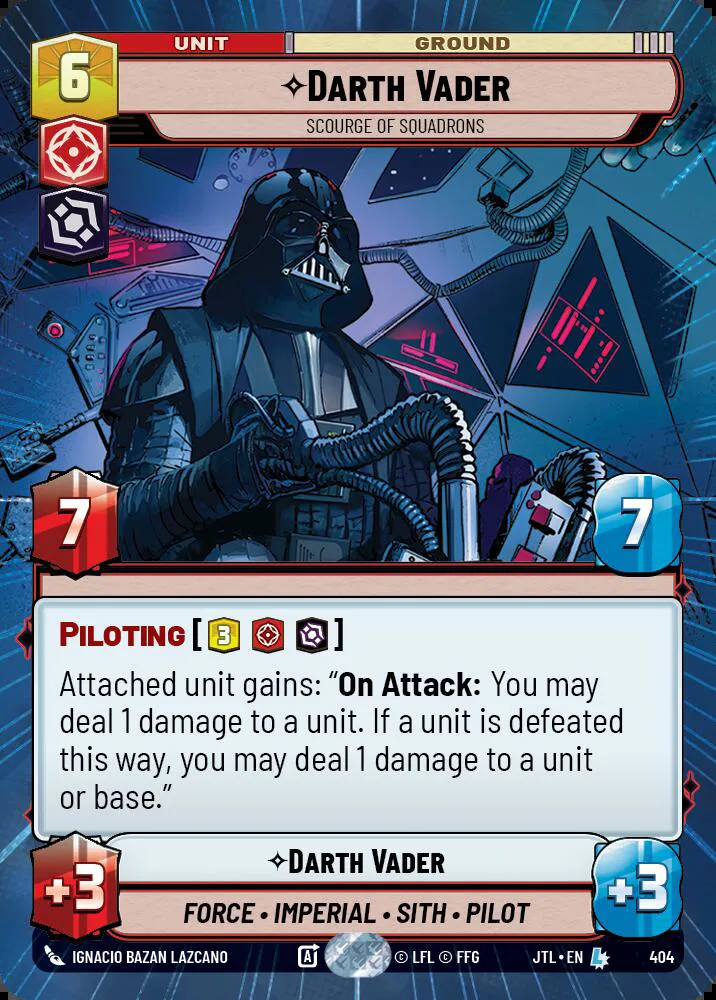 UNIT
GROUND
6
DARTH VADER
SCOURGE OF SQUADRONS
7
7
PILOTING [3]
Attached unit gains: “On Attack: You may
deal 1 damage to a unit. If a unit is defeated
this way, you may deal 1 damage to a unit
or base.”
+3
DARTH VADER
+3
FORCE • IMPERIAL • SITH • PILOT
IGNACIO BAZAN LAZCANO
A
© LFL © FFG
JTL • EN
L
404